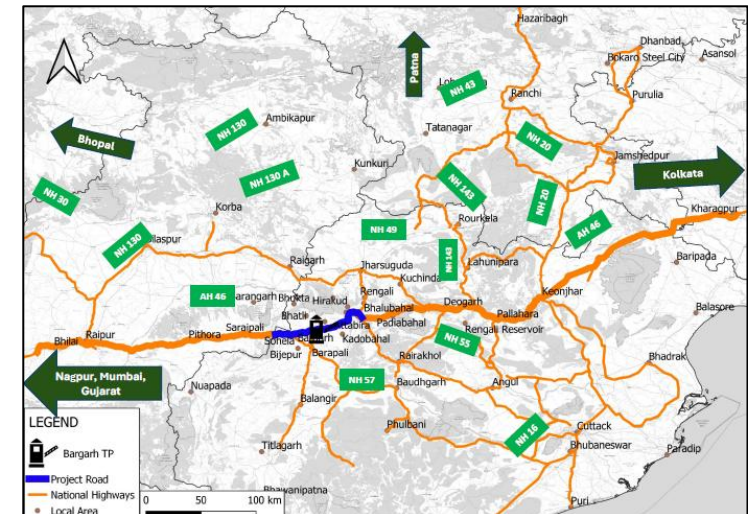 Hazaribagh
Dhanbad
Asansol
Bokaro Steel City
Patna
NH 43
Ranchi
Purulia
NH 130
Ambikapur
Tatanagar
NH 20
Bhopal
Jamshedpur
Kunkuri
NH 130 A
NH 143
Kolkata
NH 30
NH 20
Korba
Kharagpur
Rourkela
NH 49
AH 46
NH 130
NH 143
Lahunipara
Baripada
Raigarh
Jharsuguda
Kuchinda
Keonjhar
AH 46
Rengali
Hirakud
Bhalubahal
Deogarh
Pallahara
Balasore
Saraipali
Pithora
Padiabahal
Rengali Reservoir
Raipur
Bhilai
Sohela
Kadobahal
NH 55
Bijepur
Barapali
Rairakhol
Bhadrak
Nagpur, Mumbai,
Gujarat
Nuapada
NH 57
Baudhgarh
Angul
Balangir
NH 16
Cuttack
Phulbani
LEGEND
Bhubaneswar
Paradip
Bargarh TP
Titlagarh
Project Road
National Highways
Local Area
0 50 100 km
Puri